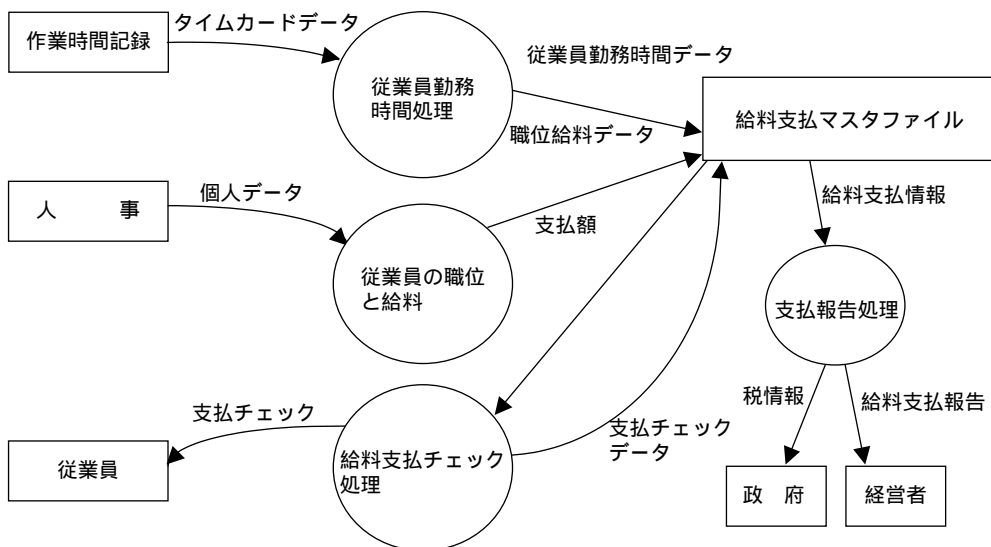 作業時間記録
タイムカードデータ
従業員勤務
時間処理
従業員勤務時間データ
職位給料データ
給料支払マスタファイル
人　　事
個人データ
従業員の職位
と給料
支払額
給料支払情報
支払報告処理
税情報
給料支払報告
政　府
経営者
従業員
支払チェック
給料支払チェック
処理
支払チェック
データ